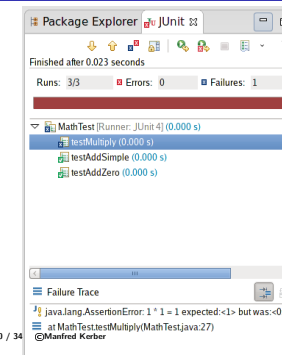 Package Explorer JUnit
Finished after 0.023 seconds
Runs: 3/3 Errors: 0 Failures: 1
MathTest [Runner: JUnit 4] (0.000 s)
testMultiply (0.000 s)
testAddSimple (0.000 s)
testAddZero (0.000 s)
Failure Trace
java.lang.AssertionError: 1 * 1 = 1 expected:<1> but was:<0
at MathTest.testMultiply(MathTest.java:27)
0 / 34 ©Manfred Kerber